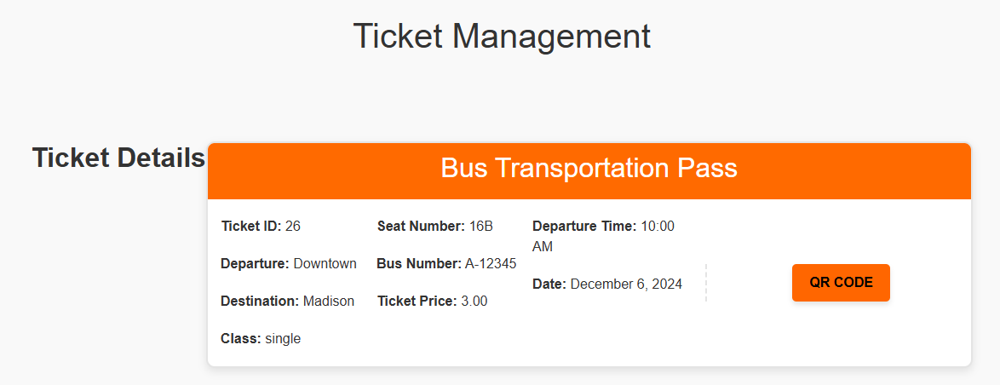 Ticket Management
Ticket Details
Bus Transportation Pass
Ticket ID: 26
Departure: Downtown
Destination: Madison
Class: single
Seat Number: 16B
Bus Number: A-12345
Ticket Price: 3.00
Departure Time: 10:00
AM
Date: December 6, 2024
QR CODE